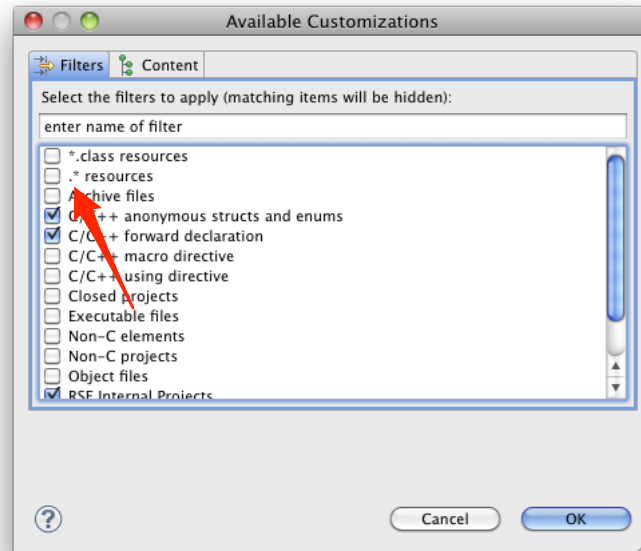 Available Customizations
Filters
Content
Select the filters to apply (matching items will be hidden):
enter name of filter
*.class resources
.* resources
Archive files
C/C++ anonymous structs and enums
C/C++ forward declaration
C/C++ macro directive
C/C++ using directive
Closed projects
Executable files
Non-C elements
Non-C projects
Object files
RSE Internal Projects
?
Cancel
OK